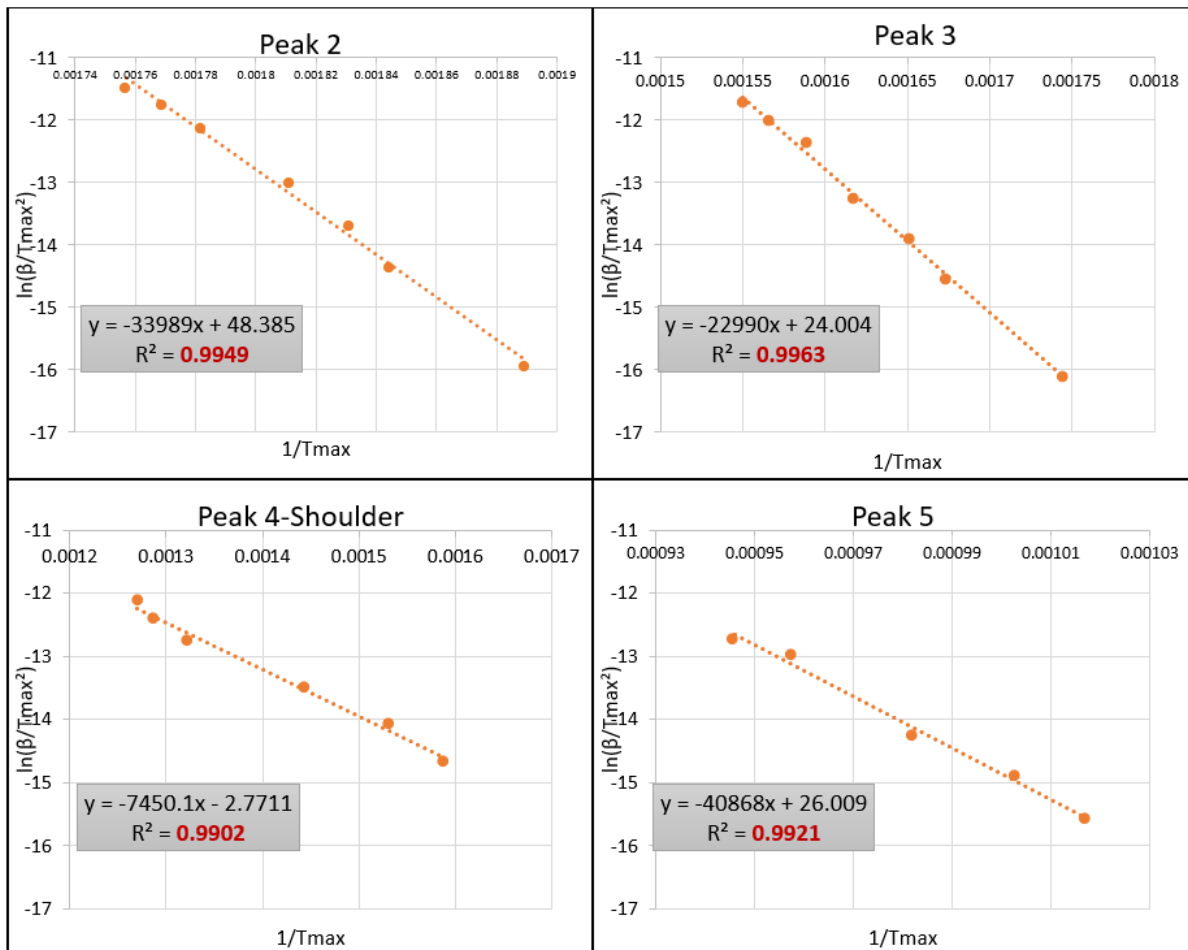 Peak 2
-11
0.00174 0.00176 0.00178 0.0018 0.00182 0.00184 0.00186 0.00188 0.0019
-12
-13
-14
-15
-16
-17
ln(β/Tmax²)
y = -33989x + 48.385
R² = 0.9949
1/Tmax
Peak 3
-11
0.0015 0.00155 0.0016 0.00165 0.0017 0.00175 0.0018
-12
-13
-14
-15
-16
-17
ln(β/Tmax²)
y = -22990x + 24.004
R² = 0.9963
1/Tmax
Peak 4-Shoulder
-11
0.0012 0.0013 0.0014 0.0015 0.0016 0.0017
-12
-13
-14
-15
-16
-17
ln(β/Tmax²)
y = -7450.1x - 2.7711
R² = 0.9902
1/Tmax
Peak 5
-11
0.00093 0.00095 0.00097 0.00099 0.00101 0.00103
-12
-13
-14
-15
-16
-17
ln(β/Tmax²)
y = -40868x + 26.009
R² = 0.9921
1/Tmax